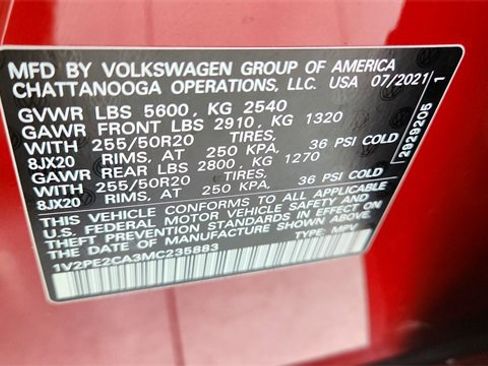 MFD BY VOLKSWAGEN GROUP OF AMERICA
CHATTANOOGA OPERATIONS, LLC. USA 07/2021
GVWR LBS 5600, KG 2540
GAWR FRONT LBS 2910, KG 1320
WITH 255/50R20 TIRES,
8JX20 RIMS, AT 250 KPA, 36 PSI COLD
GAWR REAR LBS 2800, KG 1270
WITH 255/50R20 TIRES,
8JX20 RIMS, AT 250 KPA, 36 PSI COLD
THIS VEHICLE CONFORMS TO ALL APPLICABLE
U.S. FEDERAL MOTOR VEHICLE SAFETY AND
THEFT PREVENTION STANDARDS IN EFFECT ON
THE DATE OF MANUFACTURE SHOWN ABOVE.
1V2PE2CA3MC235883 TYPE: MPV
2929205 1